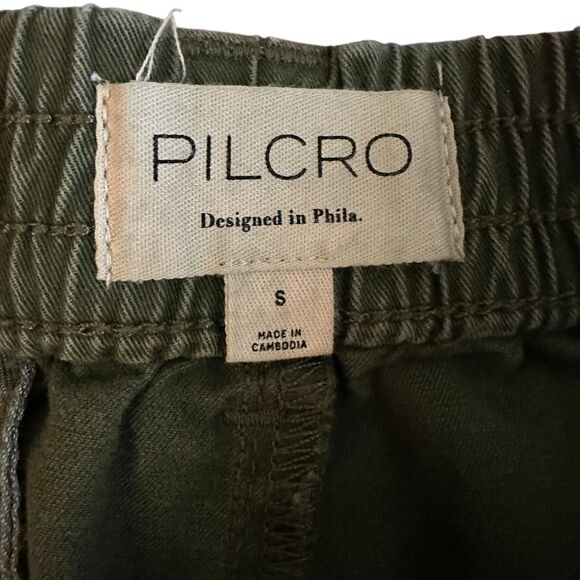 PILCRO
Designed in Phila.
S
MADE IN
CAMBODIA